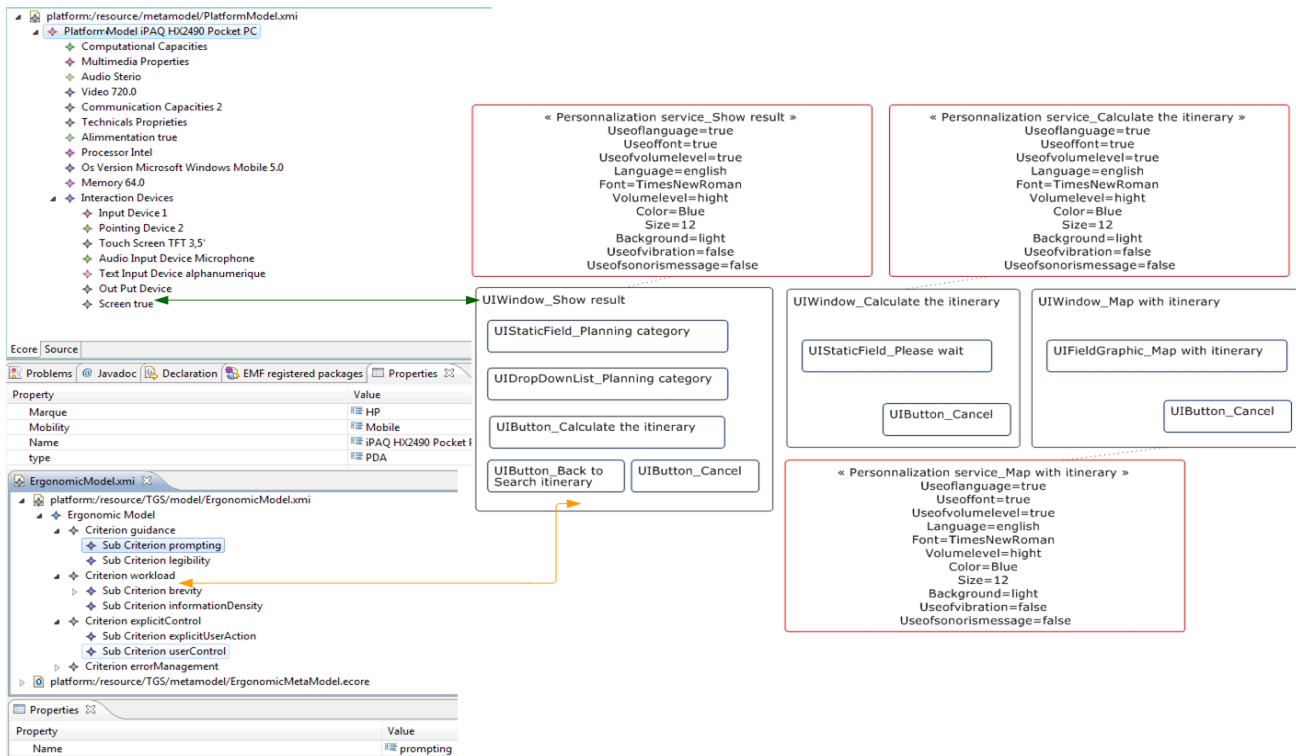 platform:/resource/metamodel/PlatformModel.xmi
PlatformModel iPAQ HX2490 Pocket PC
Computational Capacities
Multimedia Properties
Audio Sterio
Video 720.0
Communication Capacities 2
Technicals Proprieties
Alimmentation true
Processor Intel
Os Version Microsoft Windows Mobile 5.0
Memory 64.0
Interaction Devices
Input Device 1
Pointing Device 2
Touch Screen TFT 3,5'
Audio Input Device Microphone
Text Input Device alphanumerique
Out Put Device
Screen true
Ecore Source
Problems @ Javadoc Declaration EMF registered packages Properties
Property Value
Marque HP
Mobility Mobile
Name iPAQ HX2490 Pocket P
type PDA
ErgonomicModel.xmi
platform:/resource/TGS/model/ErgonomicModel.xmi
Ergonomic Model
Criterion guidance
Sub Criterion prompting
Sub Criterion legibility
Criterion workload
Sub Criterion brevity
Sub Criterion informationDensity
Criterion explicitControl
Sub Criterion explicitUserAction
Sub Criterion userControl
Criterion errorManagement
platform:/resource/TGS/metamodel/ErgonomicMetaModel.ecore
Properties
Property Value
Name prompting
« Personnalization service_Show result »
Useoflanguage=true
Useoffont=true
Useofvolumelevel=true
Language=english
Font=TimesNewRoman
Volumelevel=hight
Color=Blue
Size=12
Background=light
Useofvibration=false
Useofsonorismessage=false
« Personnalization service_Calculate the itinerary »
Useoflanguage=true
Useoffont=true
Useofvolumelevel=true
Language=english
Font=TimesNewRoman
Volumelevel=hight
Color=Blue
Size=12
Background=light
Useofvibration=false
Useofsonorismessage=false
UIWindow_Show result
UIStaticField_Planning category
UIDropDownList_Planning category
UIButton_Calculate the itinerary
UIButton_Back to
Search itinerary
UIButton_Cancel
UIWindow_Calculate the itinerary
UIStaticField_Please wait
UIButton_Cancel
UIWindow_Map with itinerary
UIFieldGraphic_Map with itinerary
UIButton_Cancel
« Personnalization service_Map with itinerary »
Useoflanguage=true
Useoffont=true
Useofvolumelevel=true
Language=english
Font=TimesNewRoman
Volumelevel=hight
Color=Blue
Size=12
Background=light
Useofvibration=false
Useofsonorismessage=false